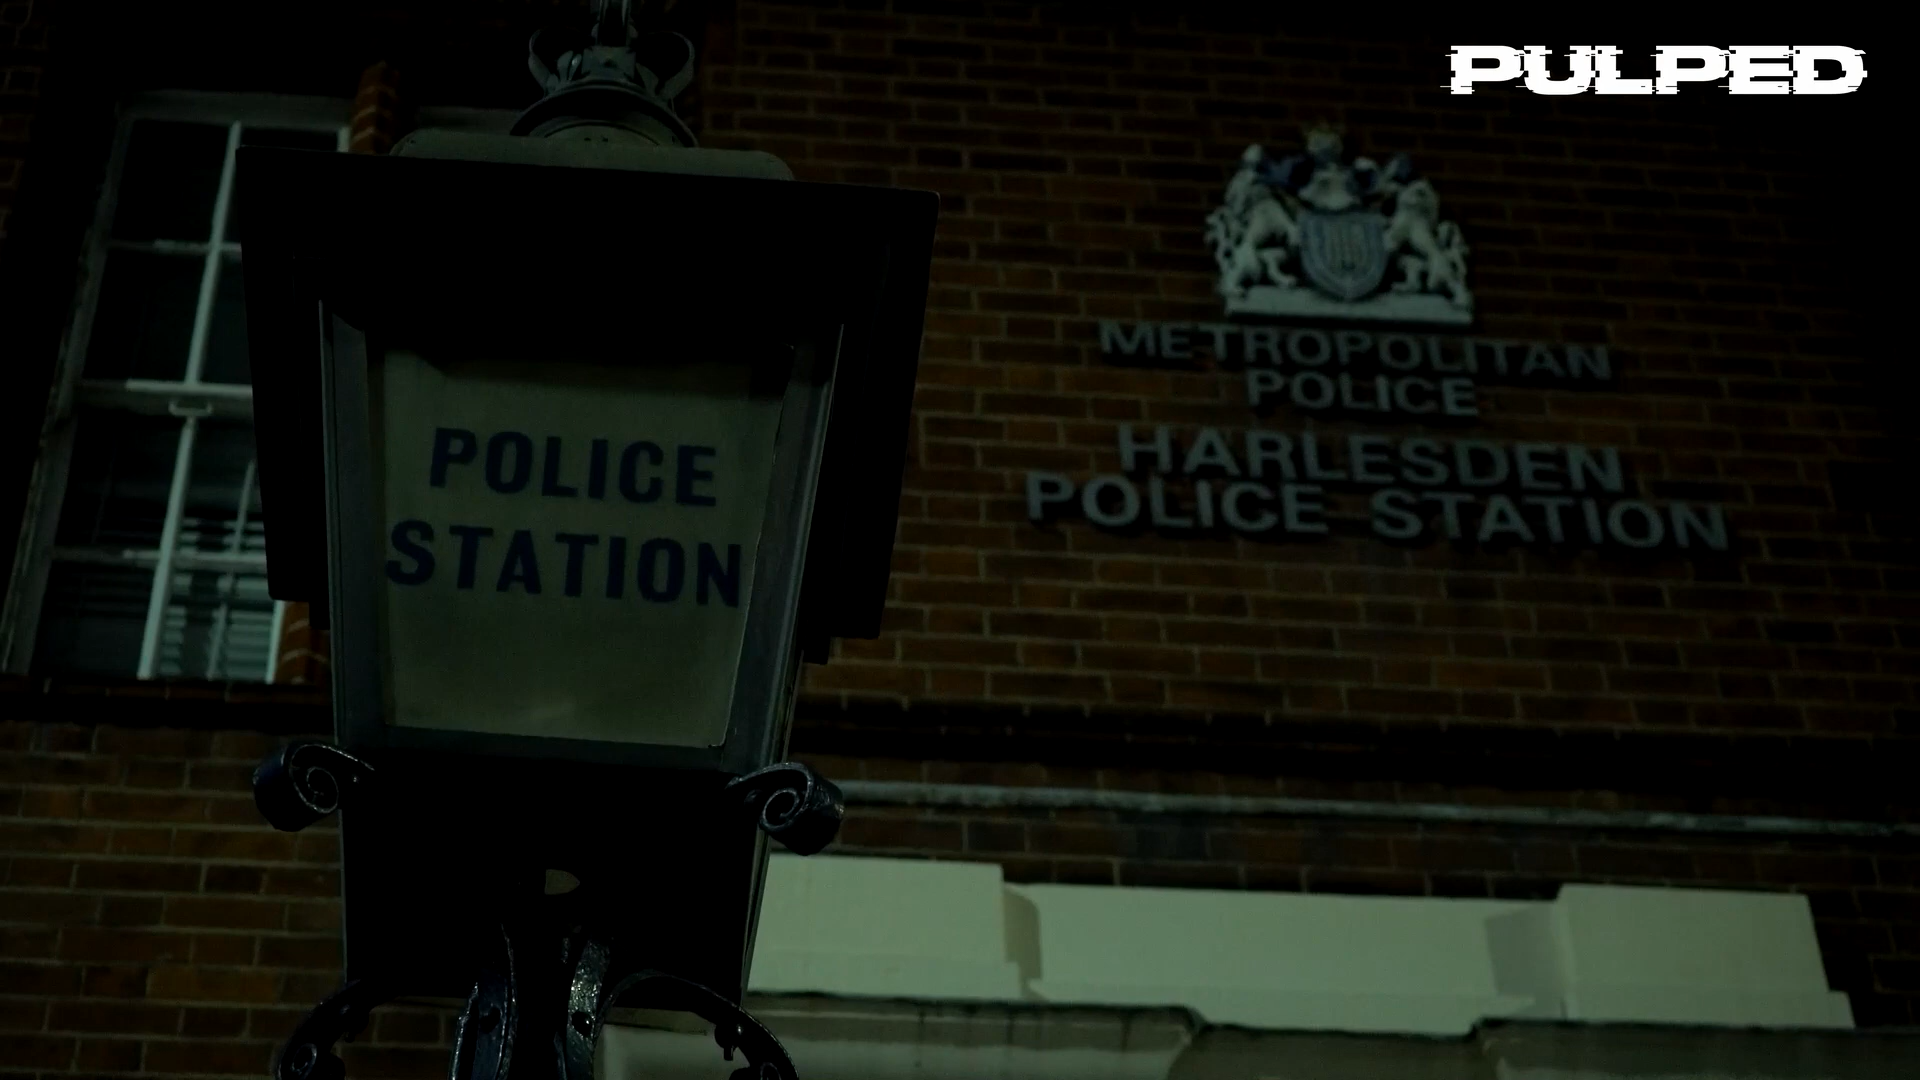 PULPED
POLICE
STATION
METROPOLITAN
POLICE
HARLESDEN
POLICE STATION